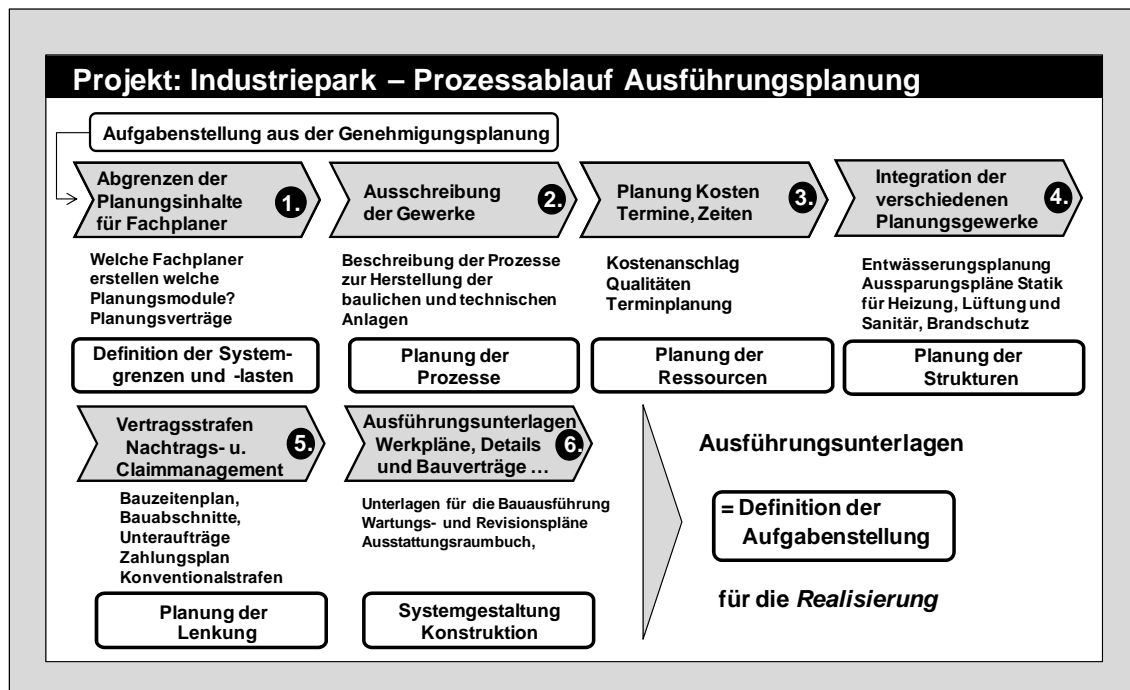 Projekt: Industriepark – Prozessablauf Ausführungsplanung
Aufgabenstellung aus der Genehmigungsplanung
Abgrenzen der
Planungsinhalte
für Fachplaner
1.
Welche Fachplaner
erstellen welche
Planungsmodule?
Planungsverträge
Definition der System-
grenzen und -lasten
Ausschreibung
der Gewerke
2.
Beschreibung der Prozesse
zur Herstellung der
baulichen und technischen
Anlagen
Planung der
Prozesse
Planung Kosten
Termine, Zeiten
3.
Kostenanschlag
Qualitäten
Terminplanung
Planung der
Ressourcen
Integration der
verschiedenen
Planungsgewerke
4.
Entwässerungsplanung
Aussparungspläne Statik
für Heizung, Lüftung und
Sanitär, Brandschutz
Planung der
Strukturen
Vertragsstrafen
Nachtrags- u.
Claimmanagement
5.
Bauzeitenplan,
Bauabschnitte,
Unteraufträge
Zahlungsplan
Konventionalstrafen
Planung der
Lenkung
Ausführungsunterlagen
Werkpläne, Details
und Bauverträge ...
6.
Unterlagen für die Bauausführung
Wartungs- und Revisionspläne
Ausstattungsraumbuch,
Systemgestaltung
Konstruktion
Ausführungsunterlagen
= Definition der
Aufgabenstellung
für die Realisierung